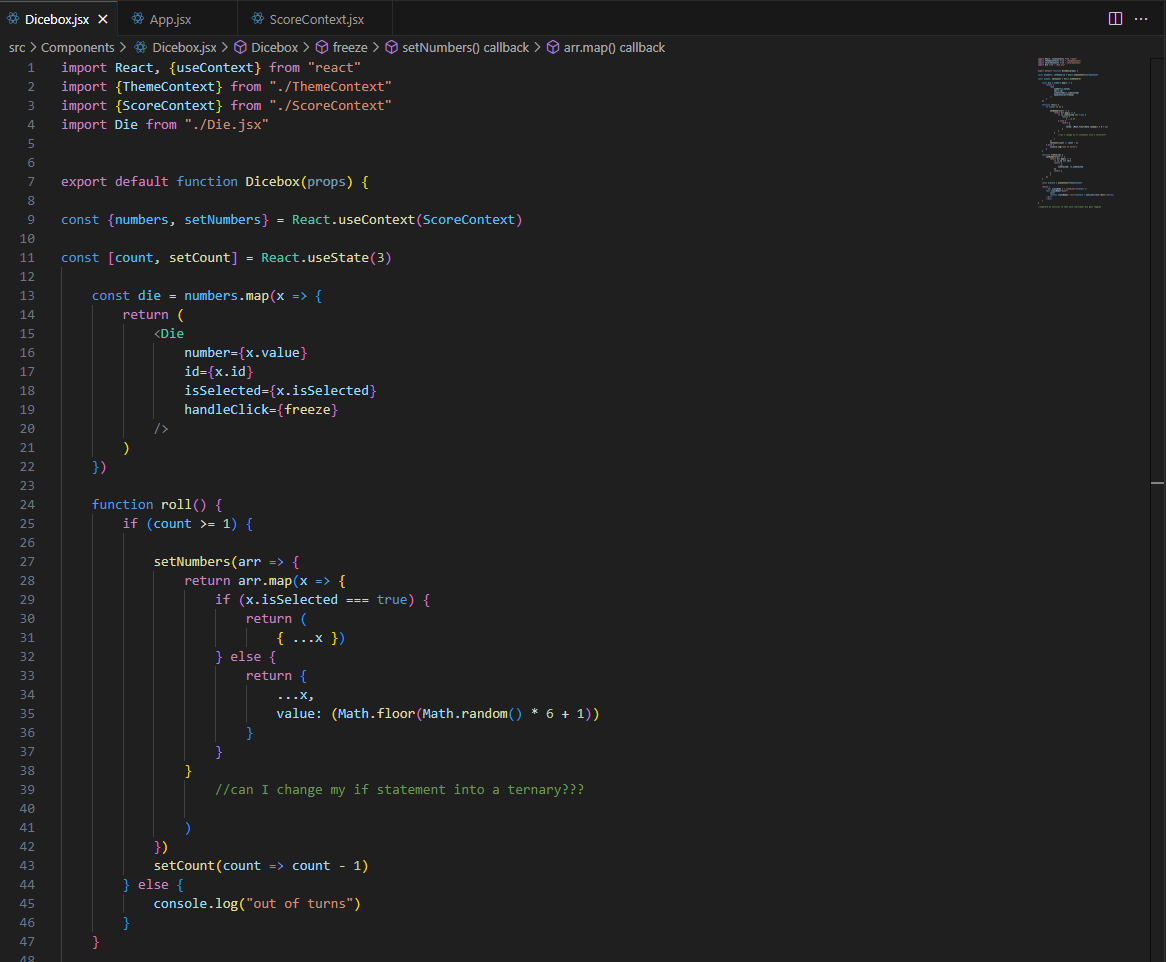 Dicebox.jsx App.jsx ScoreContext.jsx
src Components Dicebox.jsx Dicebox freeze setNumbers() callback arr.map() callback
1 import React, {useContext} from "react"
2 import {ThemeContext} from "./ThemeContext"
3 import {ScoreContext} from "./ScoreContext"
4 import Die from "./Die.jsx"
5
6
7 export default function Dicebox(props) {
8
9 const {numbers, setNumbers} = React.useContext(ScoreContext)
10
11 const [count, setCount] = React.useState(3)
12
13 const die = numbers.map(x => {
14 return (
15 <Die
16 number={x.value}
17 id={x.id}
18 isSelected={x.isSelected}
19 handleClick={freeze}
20 />
21 )
22 })
23
24 function roll() {
25 if (count >= 1) {
26
27 setNumbers(arr => {
28 return arr.map(x => {
29 if (x.isSelected === true) {
30 return (
31 { ...x })
32 } else {
33 return {
34 ...x,
35 value: (Math.floor(Math.random() * 6 + 1))
36 }
37 }
38 }
39 //can I change my if statement into a ternary???
40
41 )
42 })
43 setCount(count => count - 1)
44 } else {
45 console.log("out of turns")
46 }
47 }
48